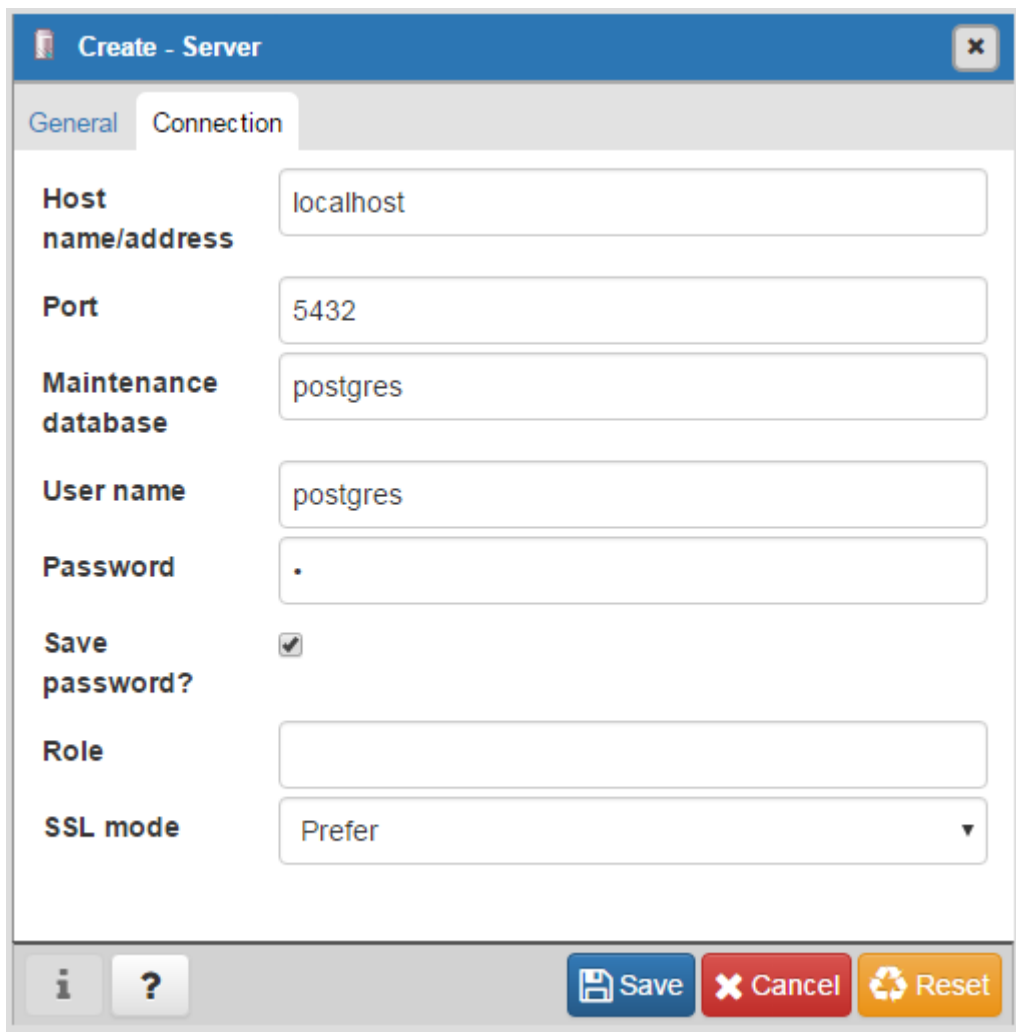 Create - Server
General Connection
Host name/address
localhost
Port
5432
Maintenance database
postgres
User name
postgres
Password
•
Save password?
Role
SSL mode
Prefer
i
?
Save
Cancel
Reset